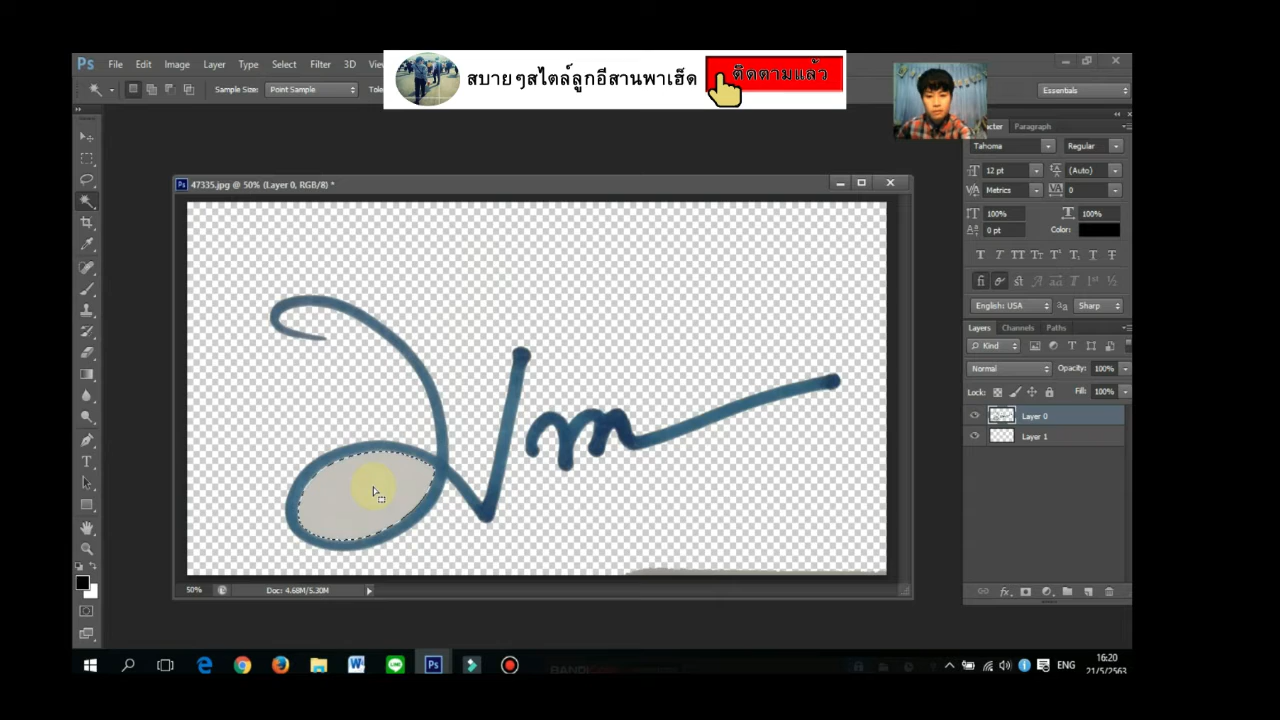 Ps File Edit Image Layer Type Select Filter 3D
สบายๆสไตล์ลูกอีสานพาเฮ็ด
ติดตามแล้ว
Sample Size: Point Sample
Essentials
Paragraph
Tahoma Regular
12 pt (Auto)
Metrics 0
100% 100%
0 pt Color:
English: USA Sharp
Layers Channels Paths
Kind
Normal Opacity: 100%
Lock: Fill: 100%
Layer 0
Layer 1
47335.jpg @ 50% (Layer 0, RGB/8) *
50% Doc: 4.68M/5.30M
ENG
16:20
21/5/2563